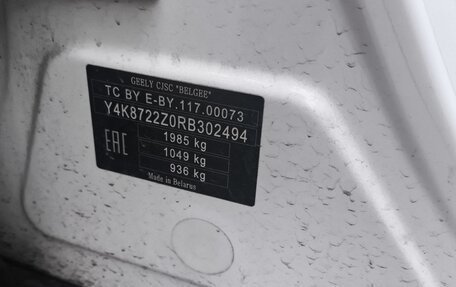 GEELY CJSC "BELGEE"
TC BY E-BY.117.00073
Y4K8722Z0RB302494
EAC
1985 kg
1049 kg
936 kg
Made in Belarus